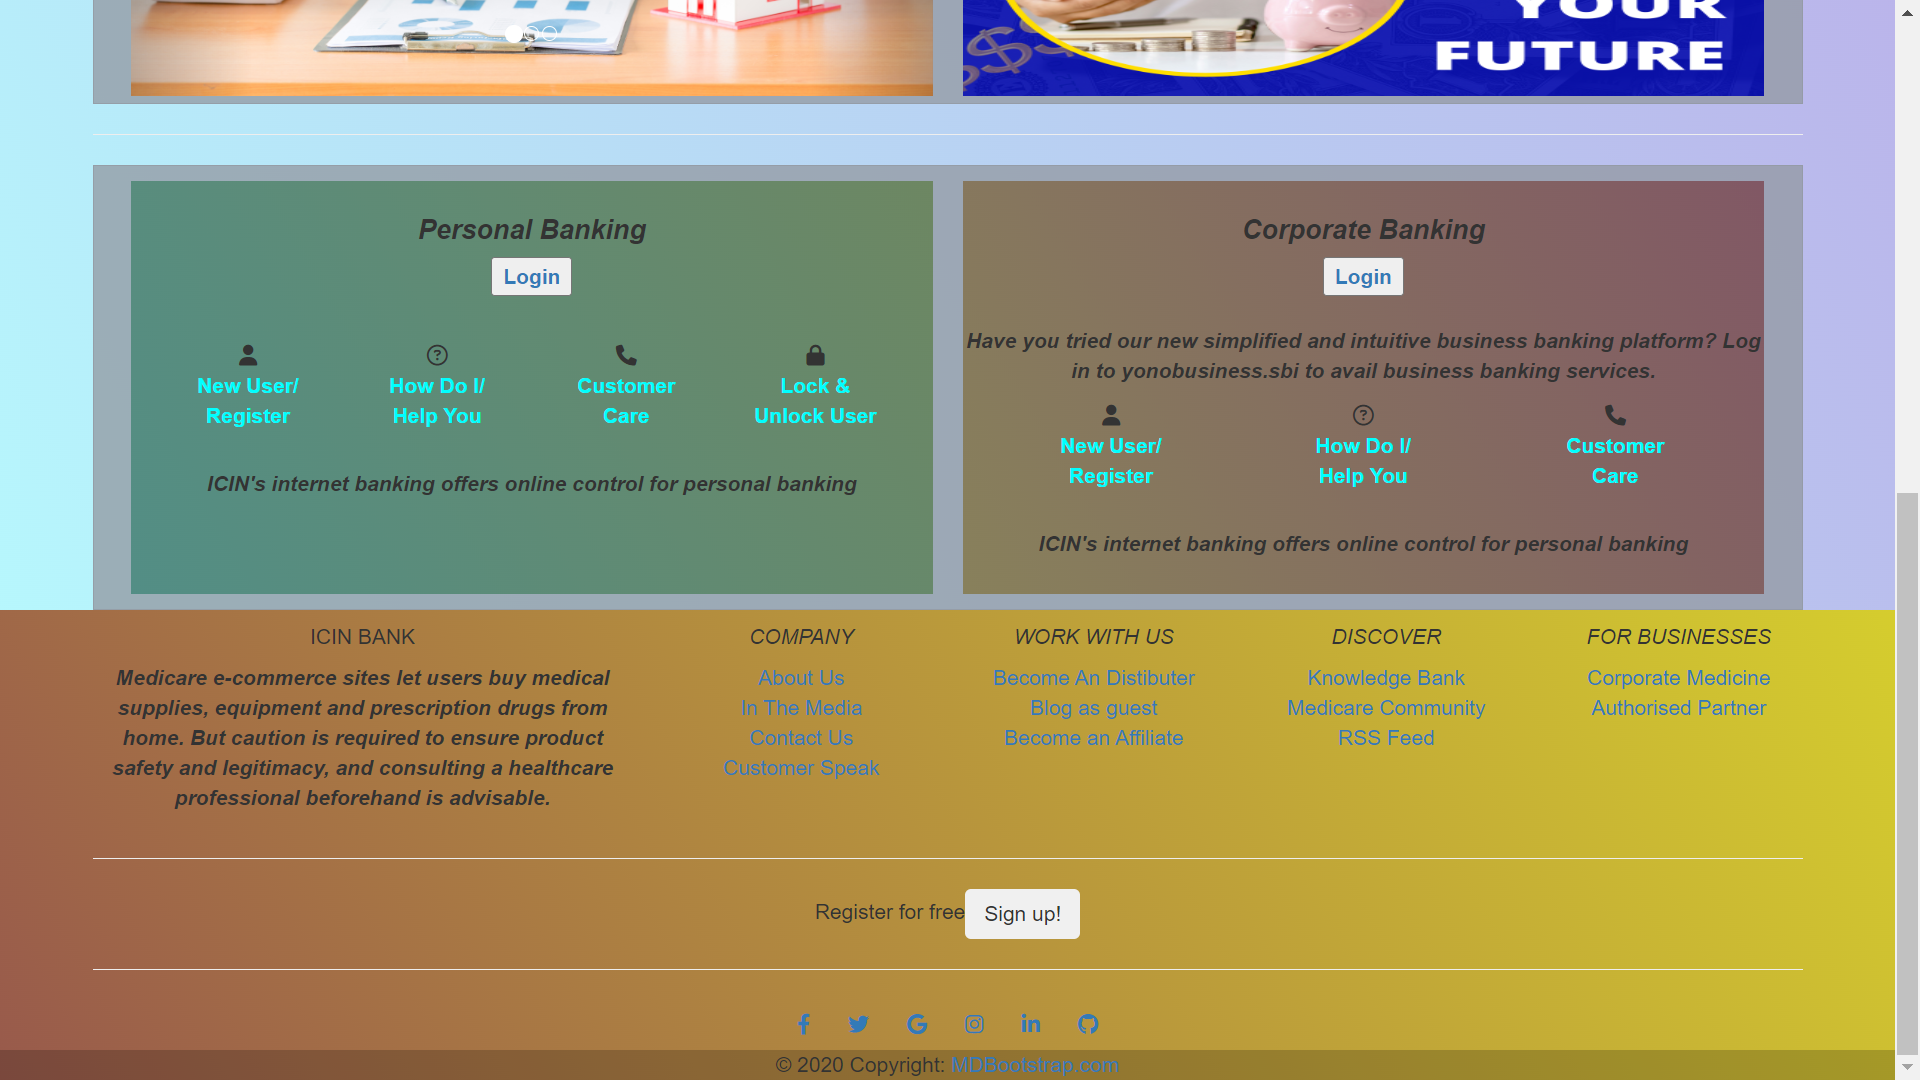 YOUR
FUTURE
Personal Banking
Login
New User/
Register
How Do I/
Help You
Customer
Care
Lock &
Unlock User
ICIN's internet banking offers online control for personal banking
Corporate Banking
Login
Have you tried our new simplified and intuitive business banking platform? Log
in to yonobusiness.sbi to avail business banking services.
New User/
Register
How Do I/
Help You
Customer
Care
ICIN's internet banking offers online control for personal banking
ICIN BANK
Medicare e-commerce sites let users buy medical
supplies, equipment and prescription drugs from
home. But caution is required to ensure product
safety and legitimacy, and consulting a healthcare
professional beforehand is advisable.
COMPANY
About Us
In The Media
Contact Us
Customer Speak
WORK WITH US
Become An Distibuter
Blog as guest
Become an Affiliate
DISCOVER
Knowledge Bank
Medicare Community
RSS Feed
FOR BUSINESSES
Corporate Medicine
Authorised Partner
Register for free
Sign up!
© 2020 Copyright: MDBootstrap.com